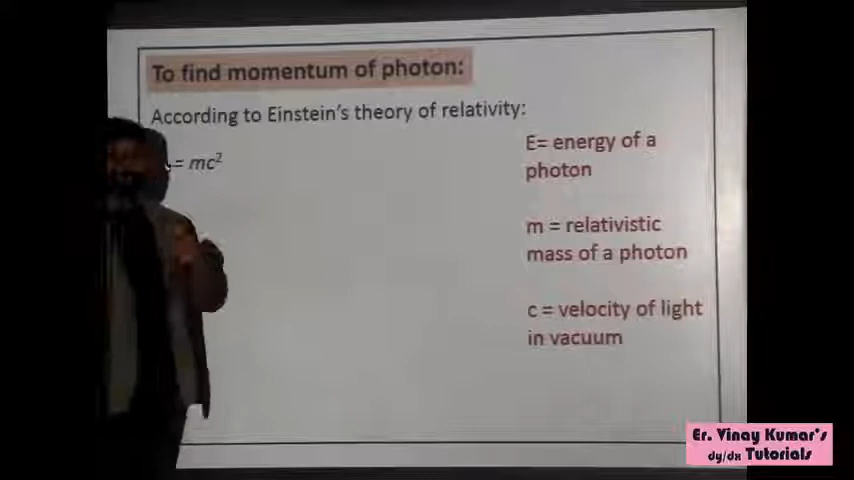 To find momentum of photon:
According to Einstein's theory of relativity:
= mc²
E= energy of a
photon
m = relativistic
mass of a photon
c = velocity of light
in vacuum
Er. Vinay Kumar's
dy/dx Tutorials